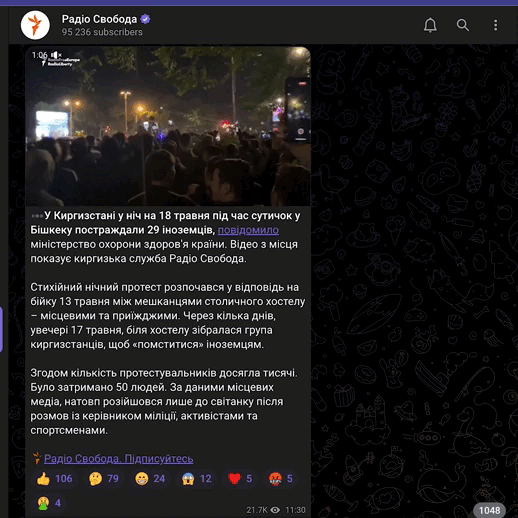 Радіо Свобода
95 236 subscribers
1:06
RadioFreeEurope
RadioLiberty
У Киргизстані у ніч на 18 травня під час сутичок у
Бішкеку постраждали 29 іноземців, повідомило
міністерство охорони здоров'я країни. Відео з місця
показує киргизька служба Радіо Свобода.
Стихійний нічний протест розпочався у відповідь на
бійку 13 травня між мешканцями столичного хостелу
– місцевими та приїжджими. Через кілька днів,
увечері 17 травня, біля хостелу зібралася група
киргизстанців, щоб «помститися» іноземцям.
Згодом кількість протестувальників досягла тисячі.
Було затримано 50 людей. За даними місцевих
медіа, натовп розійшовся лише до світанку після
розмов із керівником міліції, активістами та
спортсменами.
Радіо Свобода. Підписуйтесь
106 79 24 12 5 5
4
21.7K 11:30
1048